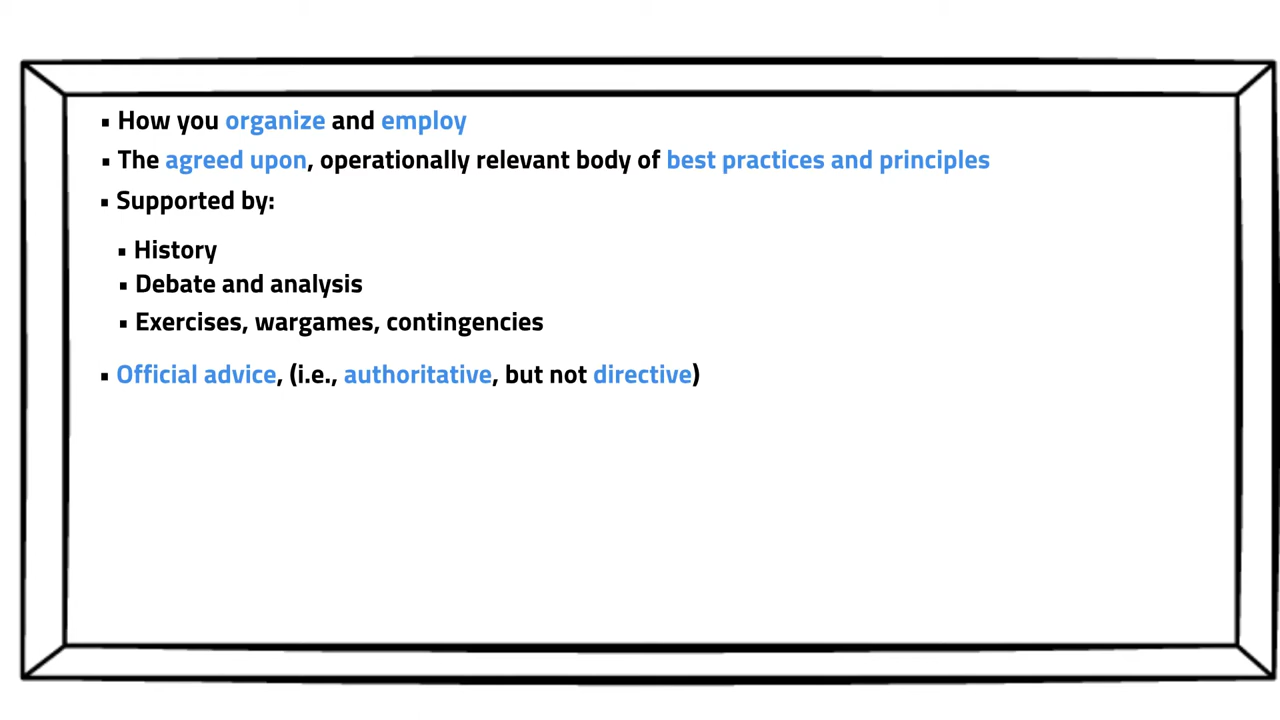 ▪ How you organize and employ
▪ The agreed upon, operationally relevant body of best practices and principles
▪ Supported by:
▪ History
▪ Debate and analysis
▪ Exercises, wargames, contingencies
▪ Official advice, (i.e., authoritative, but not directive)